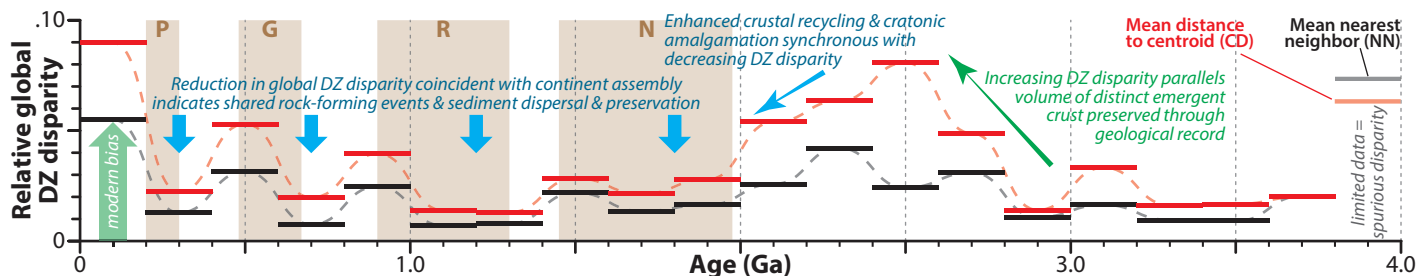 .10
P
G
R
N
Enhanced crustal recycling & cratonic
amalgamation synchronous with
decreasing DZ disparity
Mean distance
to centroid (CD)
Mean nearest
neighbor (NN)
Relative global
DZ disparity
Reduction in global DZ disparity coincident with continent assembly
indicates shared rock-forming events & sediment dispersal & preservation
Increasing DZ disparity parallels
volume of distinct emergent
crust preserved through
geological record
modern bias
limited data =
spurious disparity
0
0
1.0
Age (Ga)
3.0
4.0